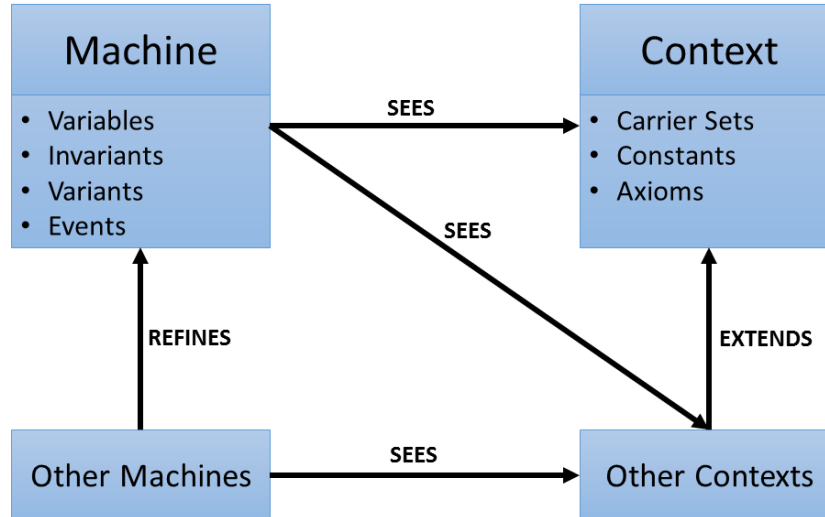 Machine
Context
• Variables
• Invariants
• Variants
• Events
SEES
• Carrier Sets
• Constants
• Axioms
SEES
REFINES
EXTENDS
Other Machines
SEES
Other Contexts